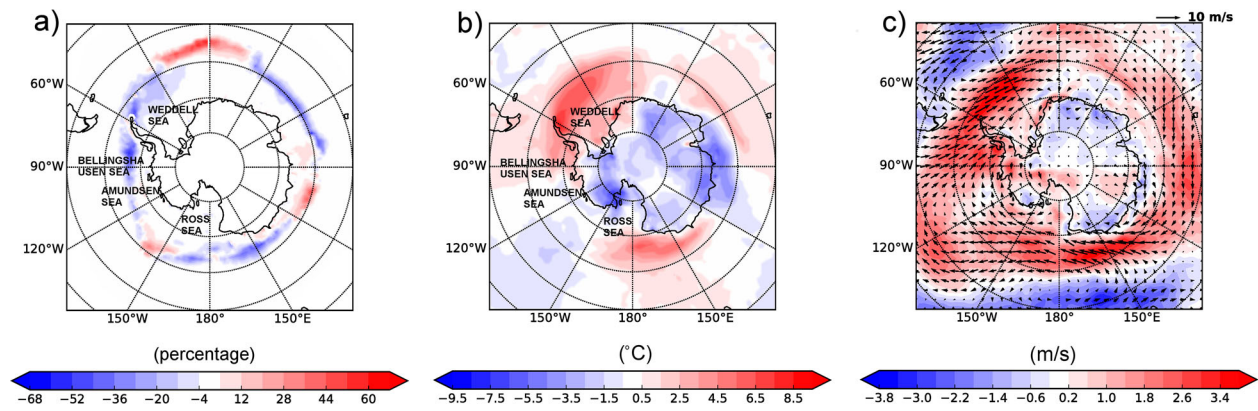 a)
60°W
90°W
120°W
150°W
180°
150°E
WEDDELL
SEA
BELLINGSHA
USEN SEA
AMUNDSEN
SEA
ROSS
SEA
(percentage)
−68 −52 −36 −20 −4 12 28 44 60
b)
60°W
90°W
120°W
150°W
180°
150°E
WEDDELL
SEA
BELLINGSHA
USEN SEA
AMUNDSEN
SEA
ROSS
SEA
(°C)
−9.5 −7.5 −5.5 −3.5 −1.5 0.5 2.5 4.5 6.5 8.5
c)
10 m/s
60°W
90°W
120°W
150°W
180°
150°E
(m/s)
−3.8 −3.0 −2.2 −1.4 −0.6 0.2 1.0 1.8 2.6 3.4